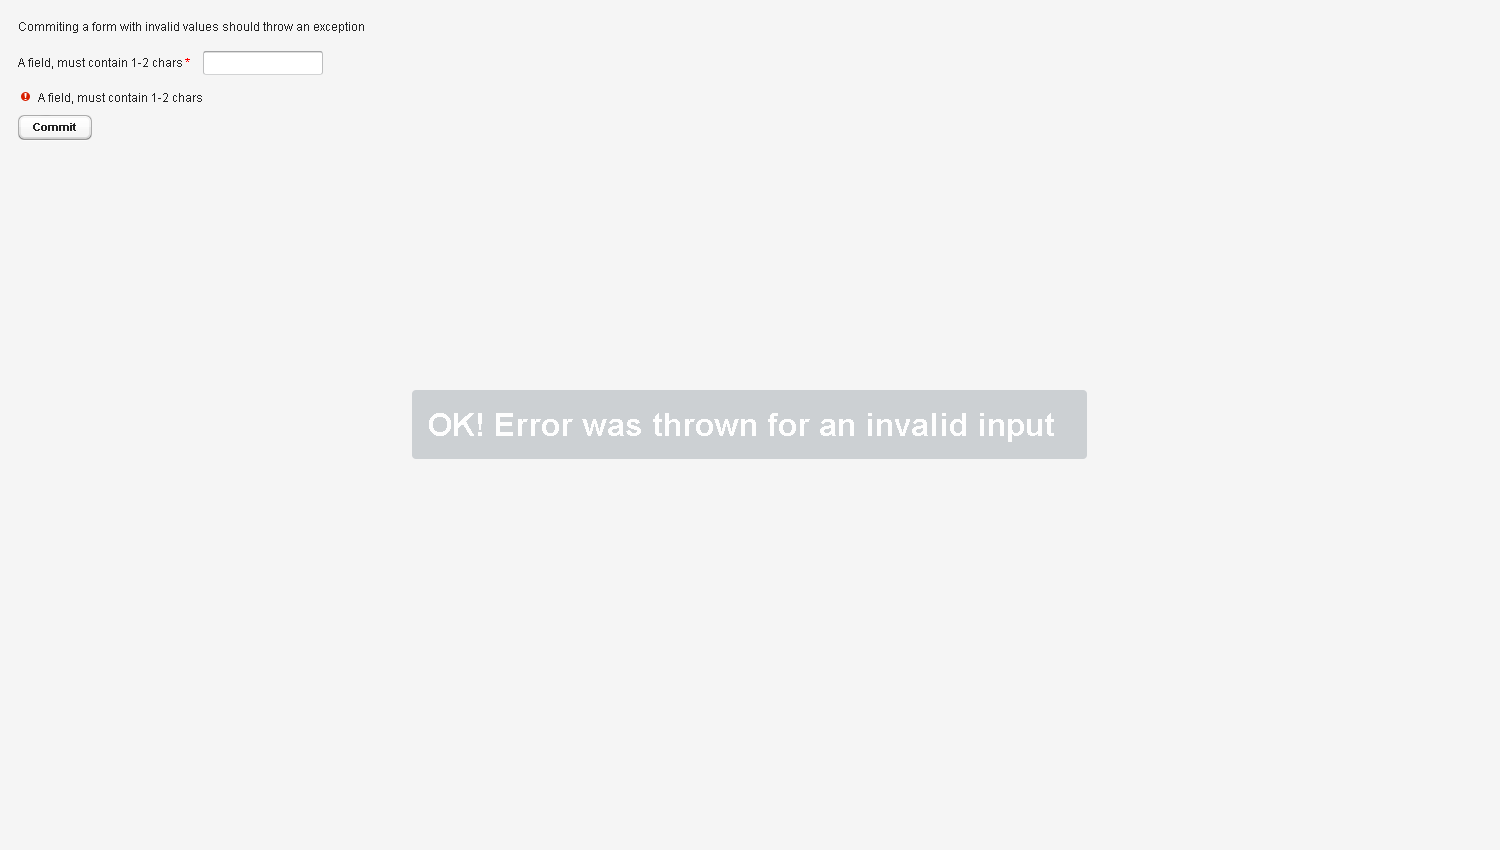 Commiting a form with invalid values should throw an exception
A field, must contain 1-2 chars *
A field, must contain 1-2 chars
Commit
OK! Error was thrown for an invalid input